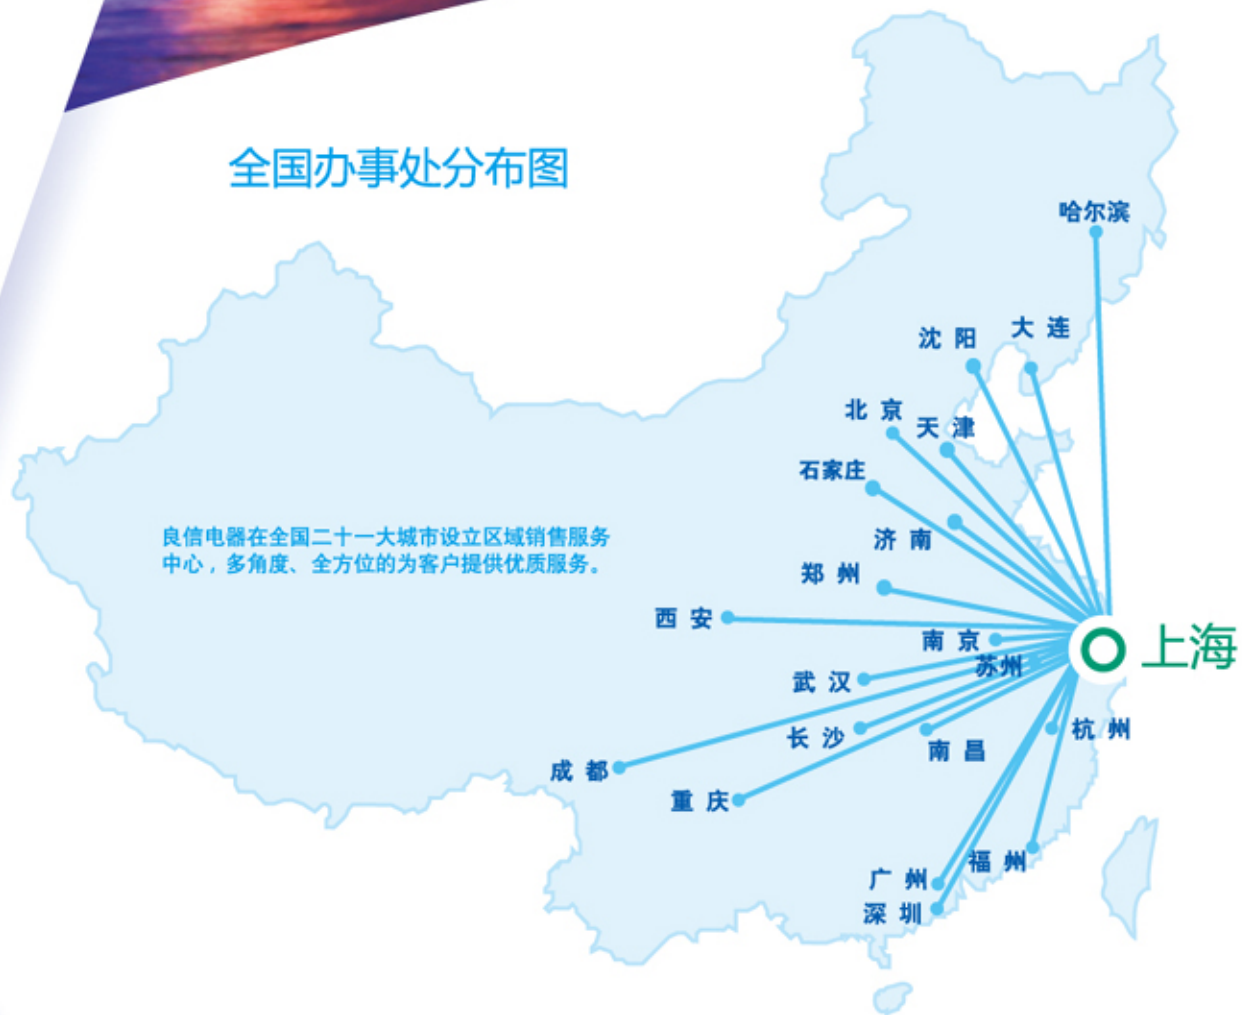 全国办事处分布图
哈尔滨
大 连
沈 阳
北 京
天 津
石家庄
良信电器在全国二十一大城市设立区域销售服务
中心，多角度、全方位的为客户提供优质服务。
济 南
郑 州
西 安
南 京
上海
苏州
武 汉
杭 州
长 沙
南 昌
成 都
重 庆
福 州
广 州
深 圳